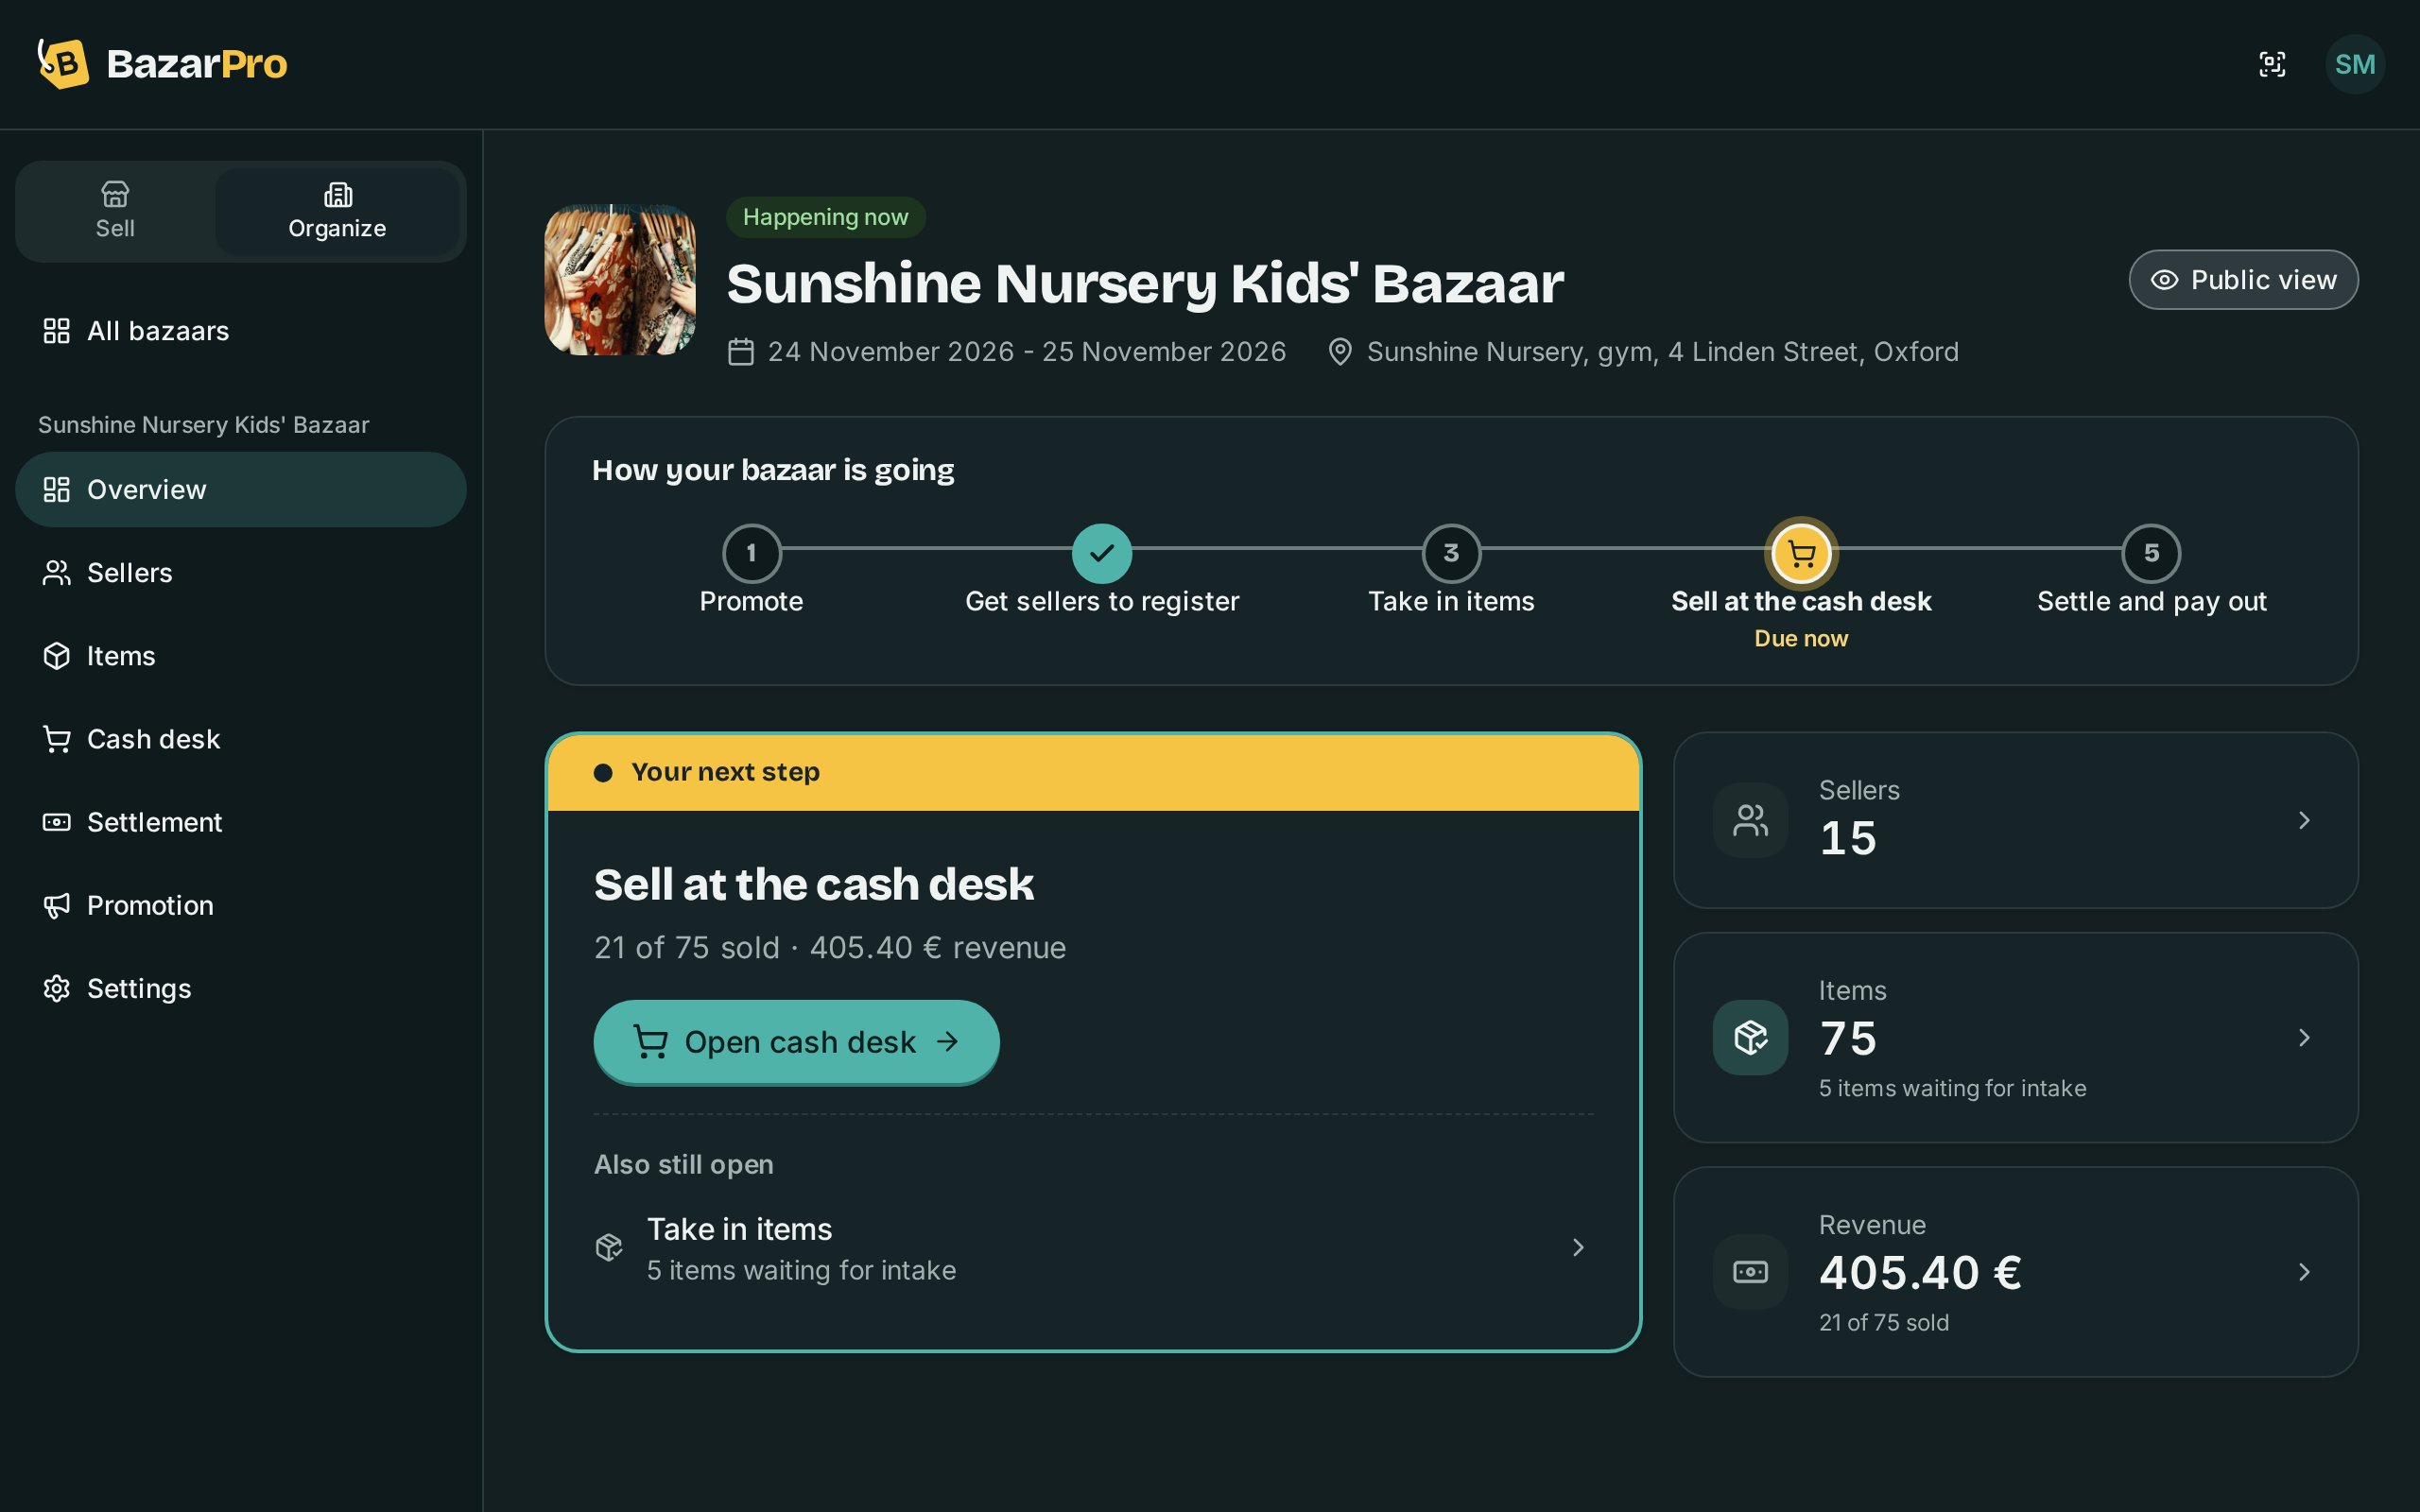 B BazarPro
SM
Sell
Organize
All bazaars
Sunshine Nursery Kids' Bazaar
Overview
Sellers
Items
Cash desk
Settlement
Promotion
Settings
Happening now
Sunshine Nursery Kids' Bazaar
Public view
24 November 2026 - 25 November 2026
Sunshine Nursery, gym, 4 Linden Street, Oxford
How your bazaar is going
1
3
5
Promote
Get sellers to register
Take in items
Sell at the cash desk
Settle and pay out
Due now
Your next step
Sell at the cash desk
21 of 75 sold · 405.40 € revenue
Open cash desk
Also still open
Take in items
5 items waiting for intake
Sellers
15
Items
75
5 items waiting for intake
Revenue
405.40 €
21 of 75 sold